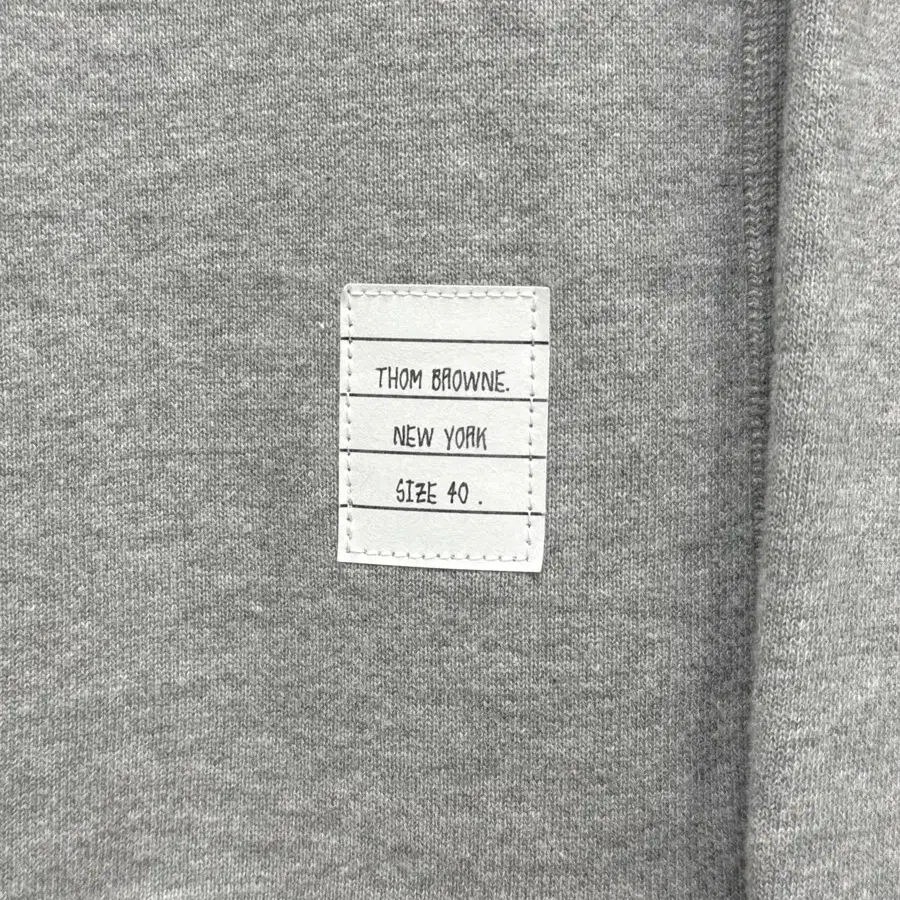 THOM BROWNE.
NEW YORK
SIZE 40 .